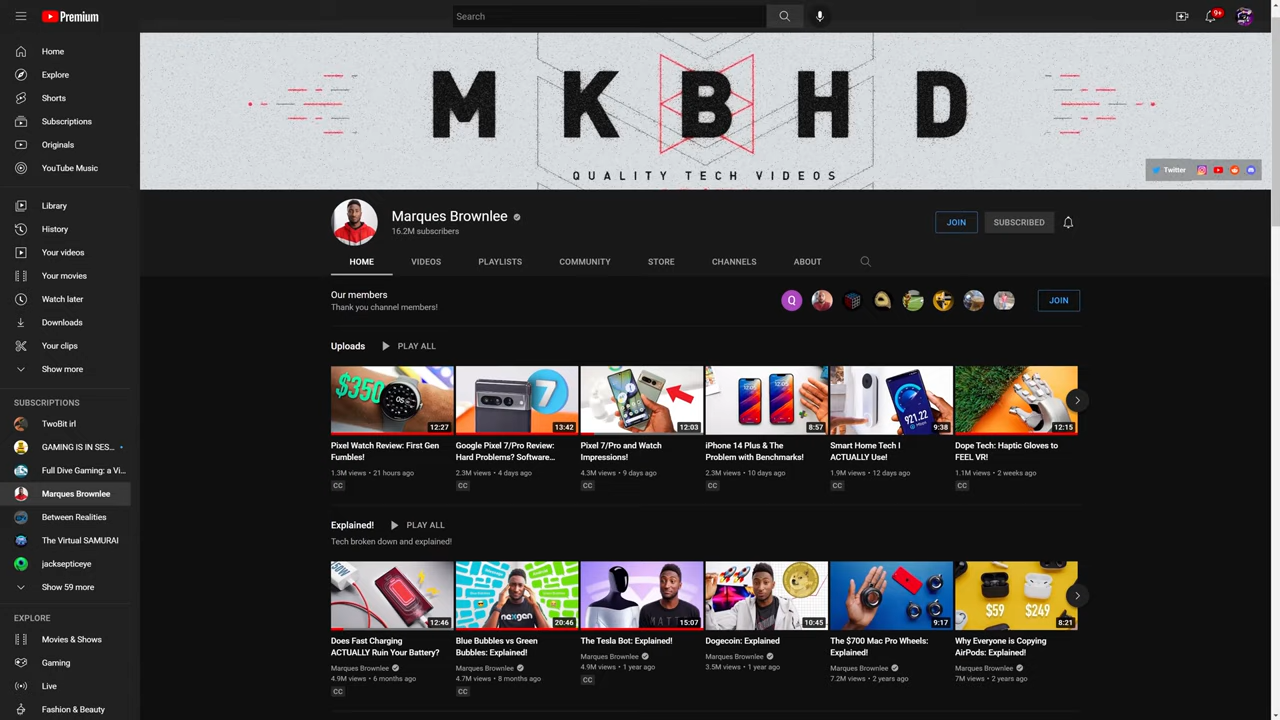 Premium
Search
9+
Home
Explore
Shorts
Subscriptions
Originals
YouTube Music
Library
History
Your videos
Your movies
Watch later
Downloads
Your clips
Show more
SUBSCRIPTIONS
TwoBit irl
GAMING IS IN SES...
Full Dive Gaming: a Vi...
Marques Brownlee
Between Realities
The Virtual SAMURAI
jacksepticeye
Show 59 more
EXPLORE
Movies & Shows
Gaming
Live
Fashion & Beauty
MKBHD
QUALITY TECH VIDEOS
Twitter
Marques Brownlee
16.2M subscribers
JOIN
SUBSCRIBED
HOME
VIDEOS
PLAYLISTS
COMMUNITY
STORE
CHANNELS
ABOUT
Our members
Thank you channel members!
Q
JOIN
Uploads
PLAY ALL
$350
12:27
Pixel Watch Review: First Gen
Fumbles!
1.3M views • 21 hours ago
CC
7
13:42
Google Pixel 7/Pro Review:
Hard Problems? Software...
2.3M views • 4 days ago
CC
12:03
Pixel 7/Pro and Watch
Impressions!
4.3M views • 9 days ago
CC
12:05
12:05
8:57
iPhone 14 Plus & The
Problem with Benchmarks!
2.3M views • 10 days ago
CC
921.22
9:38
Smart Home Tech I
ACTUALLY Use!
1.9M views • 12 days ago
CC
12:15
Dope Tech: Haptic Gloves to
FEEL VR!
1.1M views • 2 weeks ago
CC
Explained!
PLAY ALL
Tech broken down and explained!
12:46
Does Fast Charging
ACTUALLY Ruin Your Battery?
Marques Brownlee
4.9M views • 6 months ago
CC
nexgen
20:46
Blue Bubbles vs Green
Bubbles: Explained!
Marques Brownlee
4.7M views • 8 months ago
CC
MATT
15:07
The Tesla Bot: Explained!
Marques Brownlee
4.9M views • 1 year ago
CC
10:45
Dogecoin: Explained
Marques Brownlee
3.5M views • 1 year ago
9:17
The $700 Mac Pro Wheels:
Explained!
Marques Brownlee
7.2M views • 2 years ago
$59
$249
8:21
Why Everyone is Copying
AirPods: Explained!
Marques Brownlee
7M views • 2 years ago